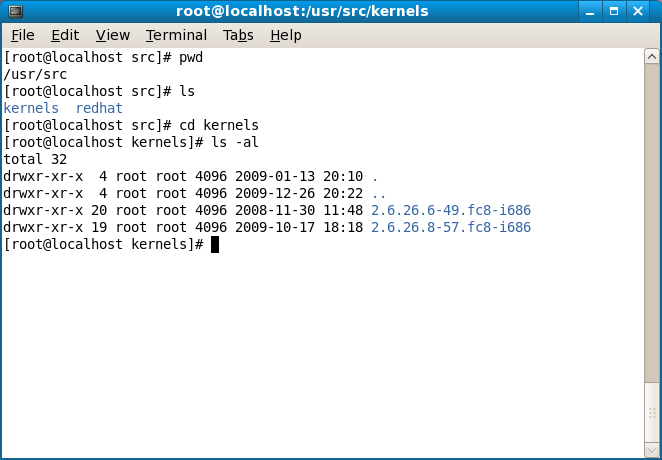 root@localhost:/usr/src/kernels
File Edit View Terminal Tabs Help
[root@localhost src]# pwd
/usr/src
[root@localhost src]# ls
kernels  redhat
[root@localhost src]# cd kernels
[root@localhost kernels]# ls -al
total 32
drwxr-xr-x  4 root root 4096 2009-01-13 20:10 .
drwxr-xr-x  4 root root 4096 2009-12-26 20:22 ..
drwxr-xr-x 20 root root 4096 2008-11-30 11:48 2.6.26.6-49.fc8-i686
drwxr-xr-x 19 root root 4096 2009-10-17 18:18 2.6.26.8-57.fc8-i686
[root@localhost kernels]#